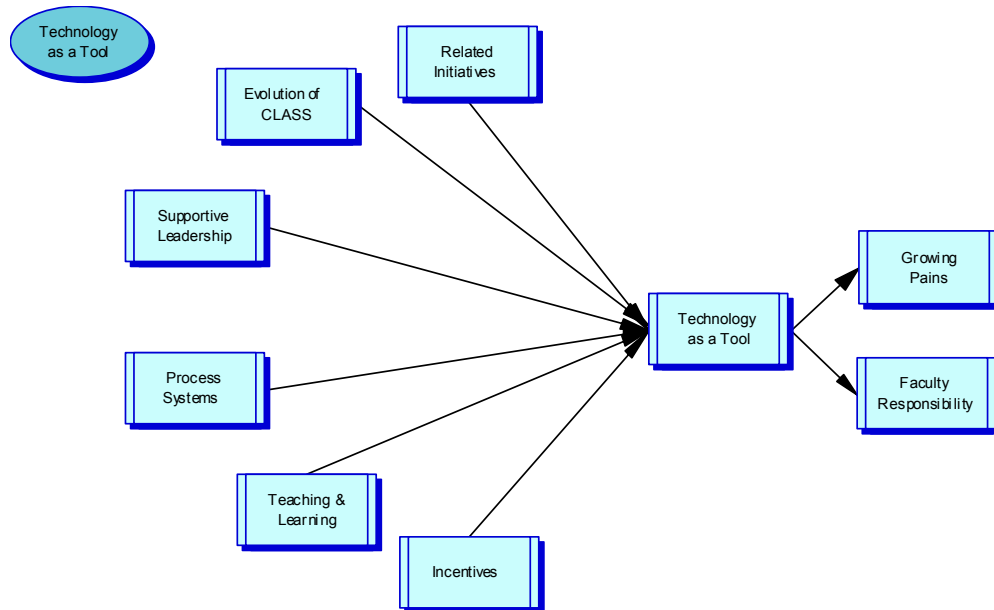 Technology
as a Tool
Related
Initiatives
Evolution of
CLASS
Supportive
Leadership
Growing
Pains
Technology
as a Tool
Process
Systems
Faculty
Responsibility
Teaching &
Learning
Incentives